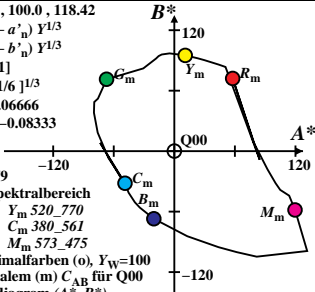 , 100.0 , 118.42
B*
– a'n) Y1/3
– b'n) Y1/3
1]
1/6 ]1/3
06666
–0.08333
120
Gm
Ym
Rm
Q00
A*
–120
120
9
pektralbereich
Cm
Bm
Mm
Ym 520_770
Cm 380_561
Mm 573_475
imalfarben (o), YW=100
–120
alem (m) CAB für Q00